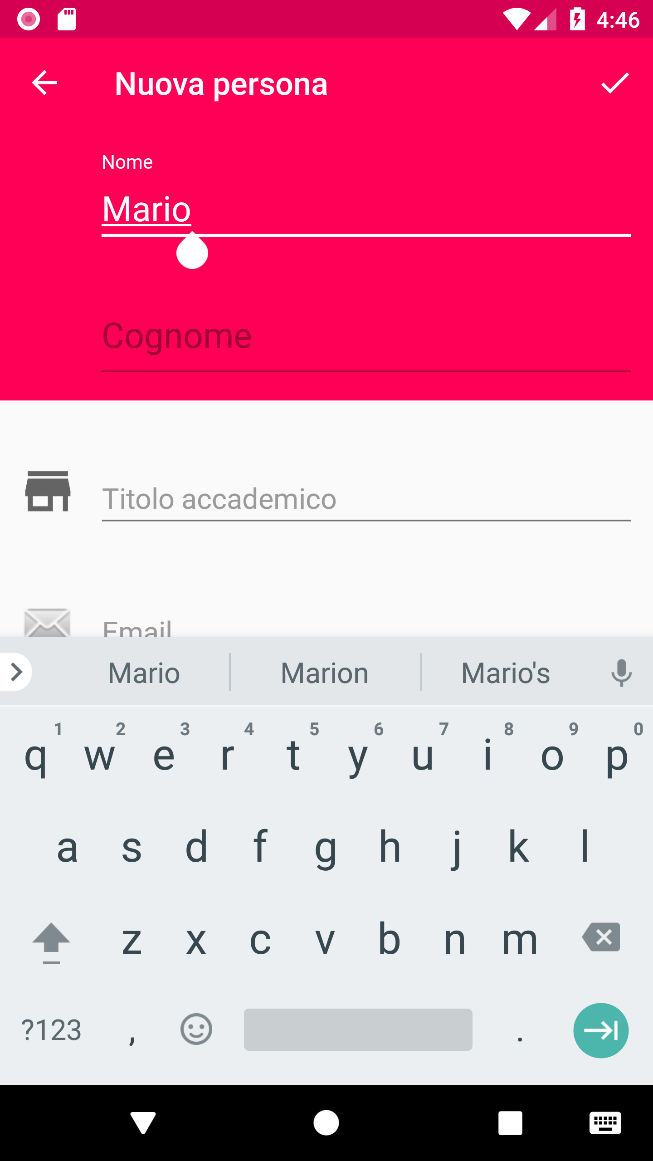 4:46
Nuova persona
Nome
Mario
Cognome
Titolo accademico
Email
Mario Marion Mario's
1 2 3 4 5 6 7 8 9 0
q w e r t y u i o p
a s d f g h j k l
z x c v b n m
?123 , .